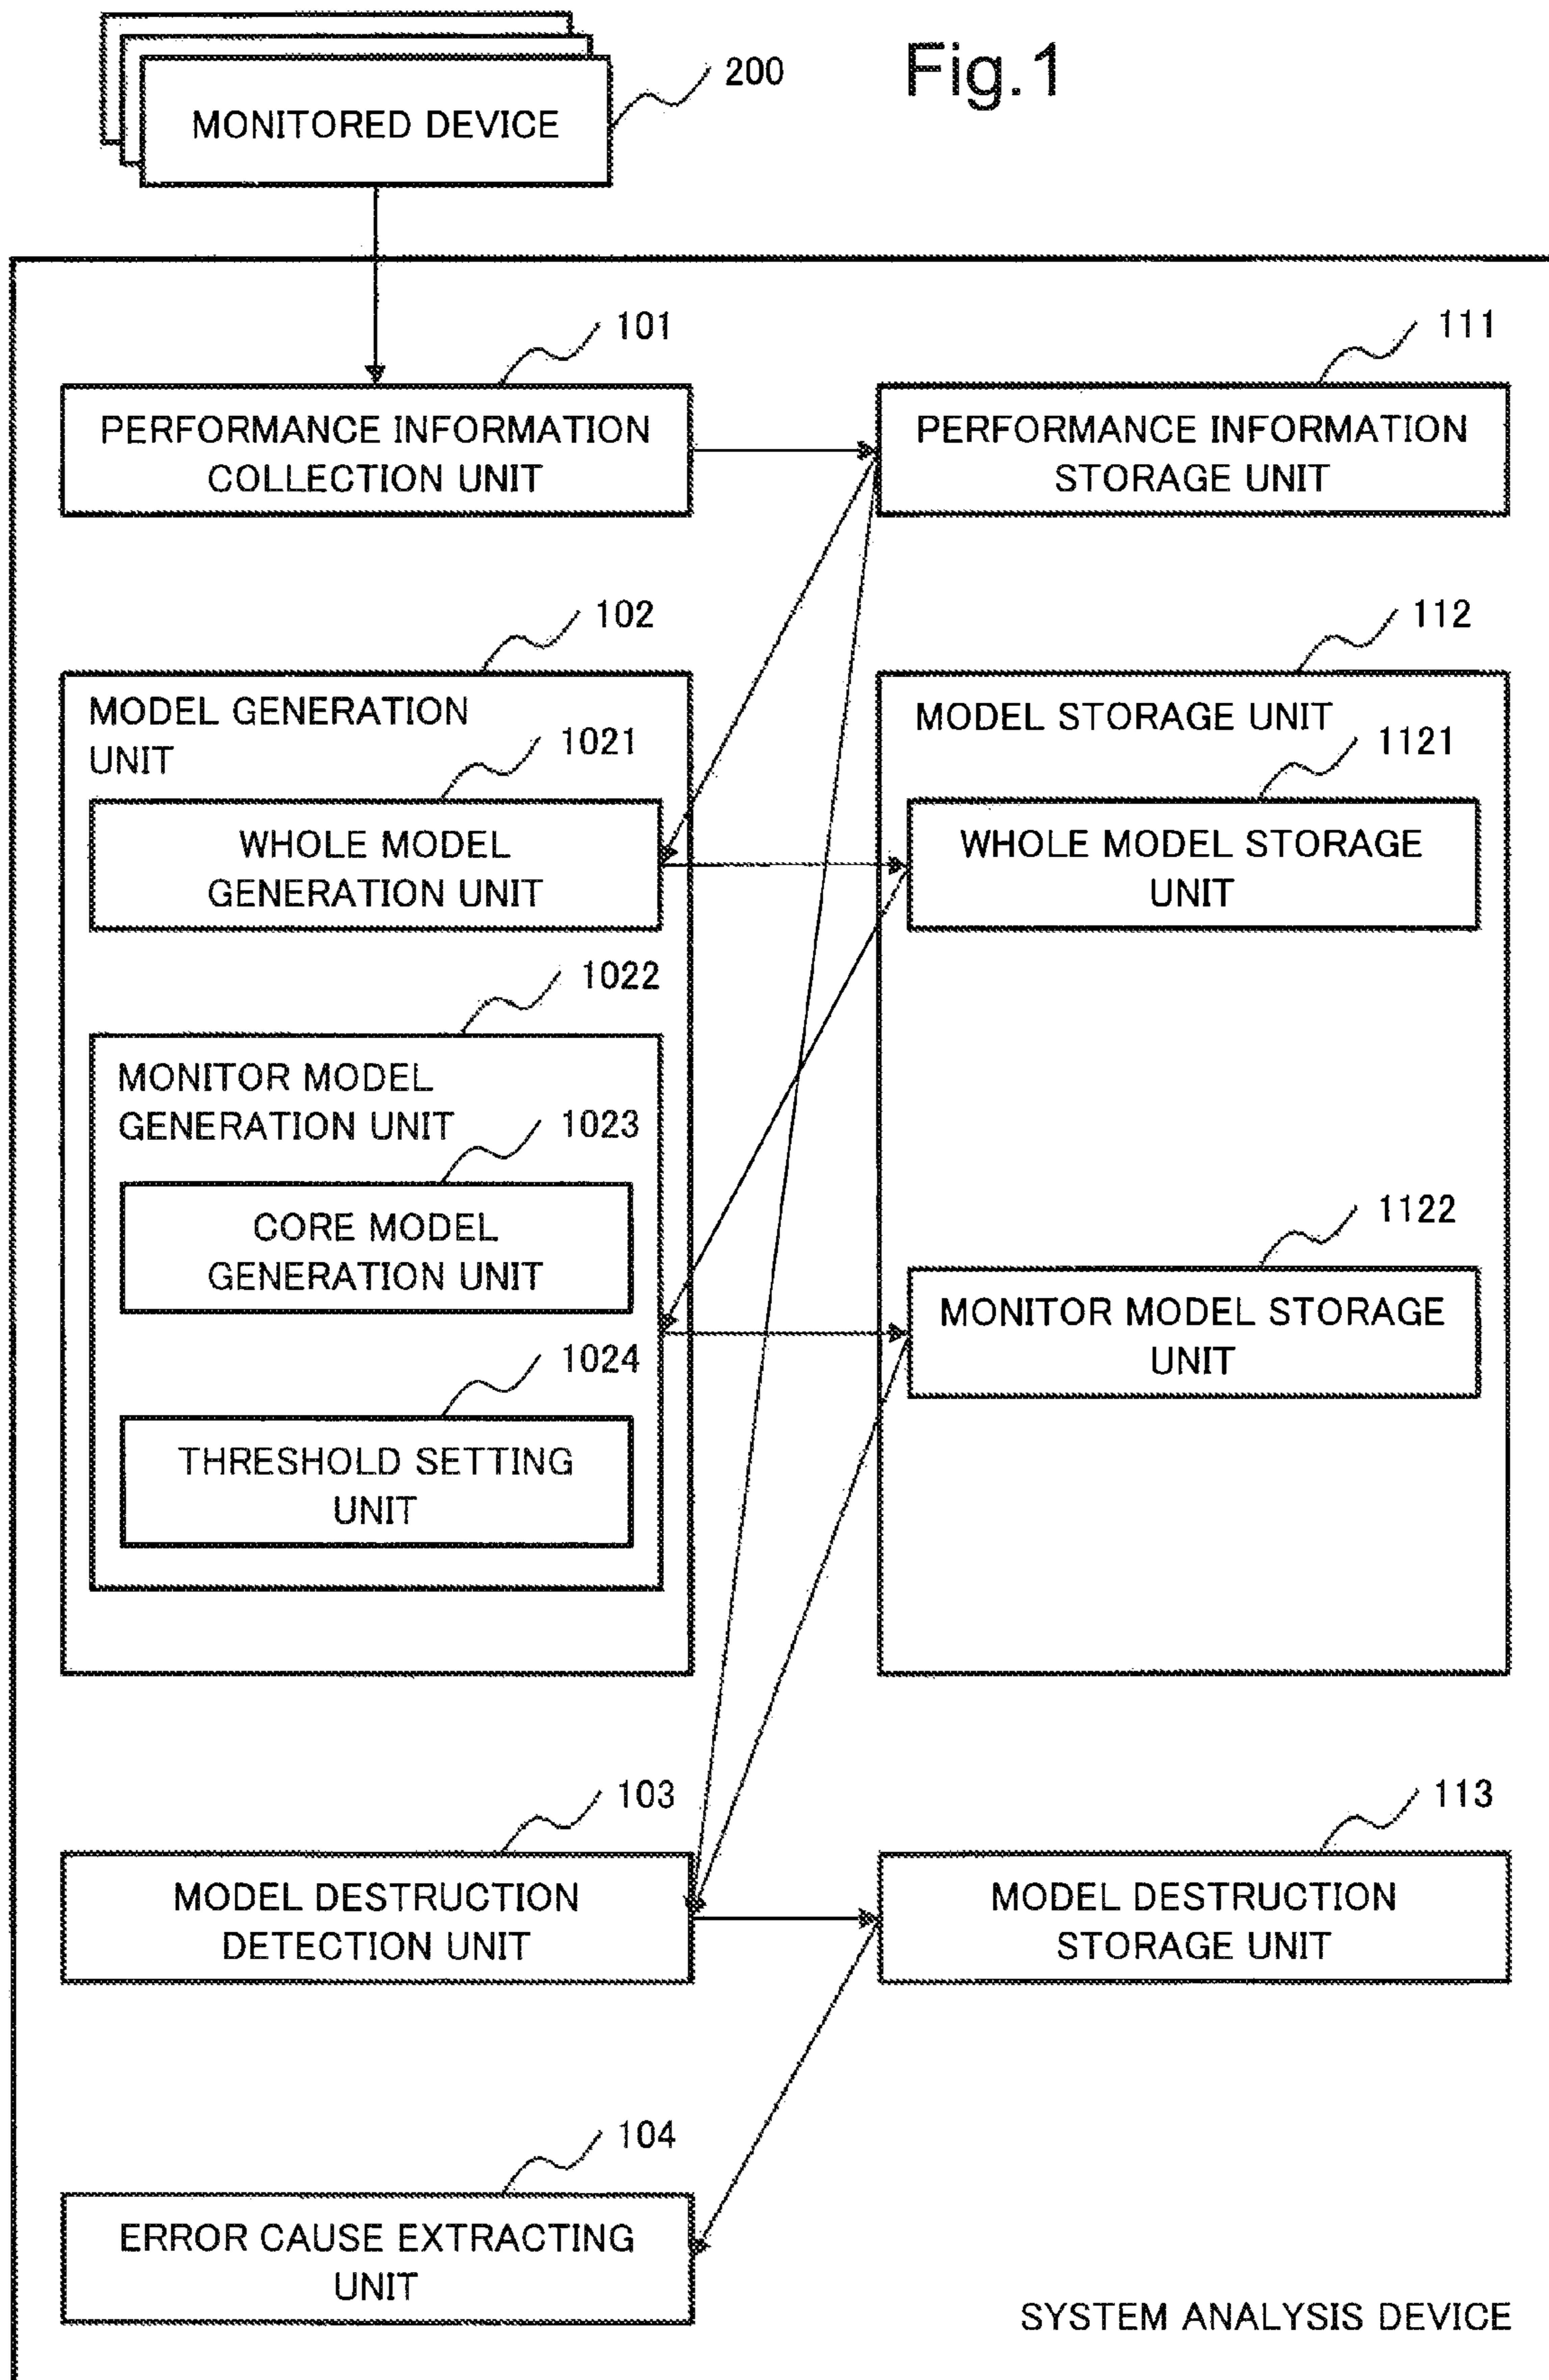 Fig.1
200
MONITORED DEVICE
101
111
PERFORMANCE INFORMATION
COLLECTION UNIT
PERFORMANCE INFORMATION
STORAGE UNIT
102
112
MODEL GENERATION
UNIT
MODEL STORAGE UNIT
1021
1121
WHOLE MODEL
GENERATION UNIT
WHOLE MODEL STORAGE
UNIT
1022
MONITOR MODEL
GENERATION UNIT
1023
CORE MODEL
GENERATION UNIT
1122
MONITOR MODEL STORAGE
UNIT
1024
THRESHOLD SETTING
UNIT
103
113
MODEL DESTRUCTION
DETECTION UNIT
MODEL DESTRUCTION
STORAGE UNIT
104
ERROR CAUSE EXTRACTING
UNIT
SYSTEM ANALYSIS DEVICE